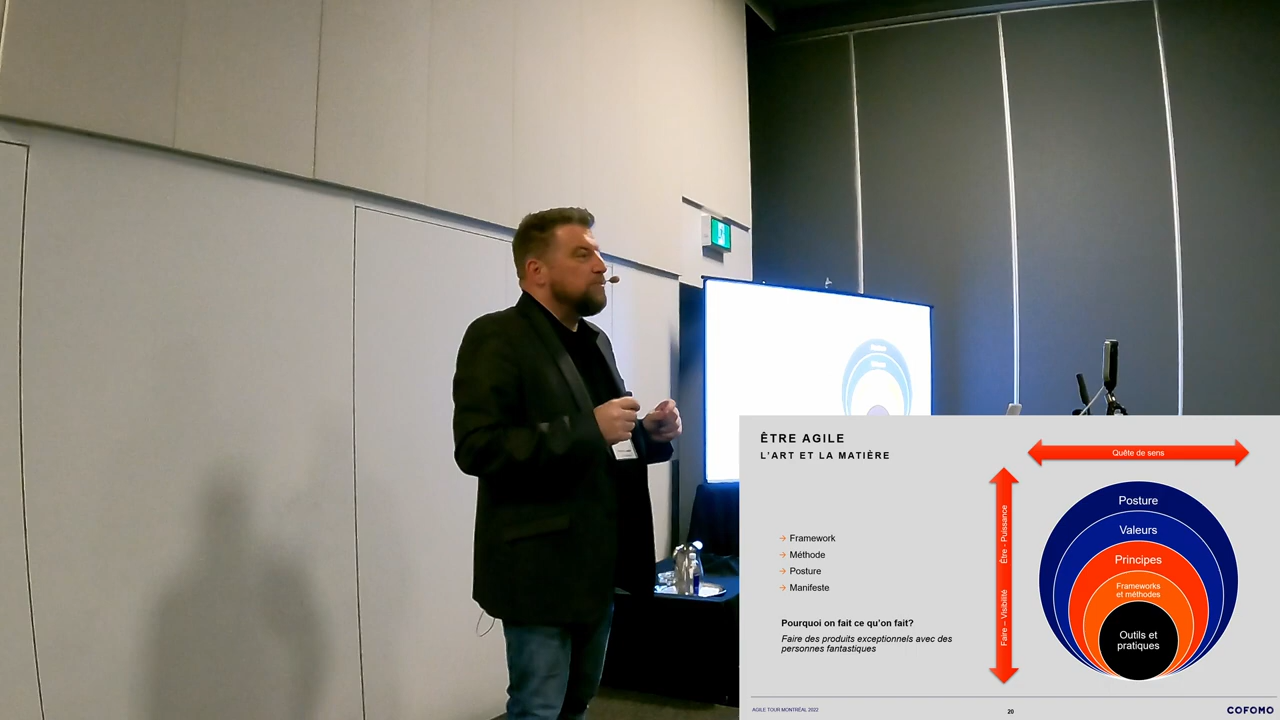 ÊTRE AGILE
L'ART ET LA MATIÈRE
→ Framework
→ Méthode
→ Posture
→ Manifeste
Pourquoi on fait ce qu'on fait?
Faire des produits exceptionnels avec des
personnes fantastiques
Quête de sens
Être - Puissance
Faire – Visibilité
Posture
Valeurs
Principes
Frameworks
et méthodes
Outils et
pratiques
AGILE TOUR MONTRÉAL 2022
20
COFOMO